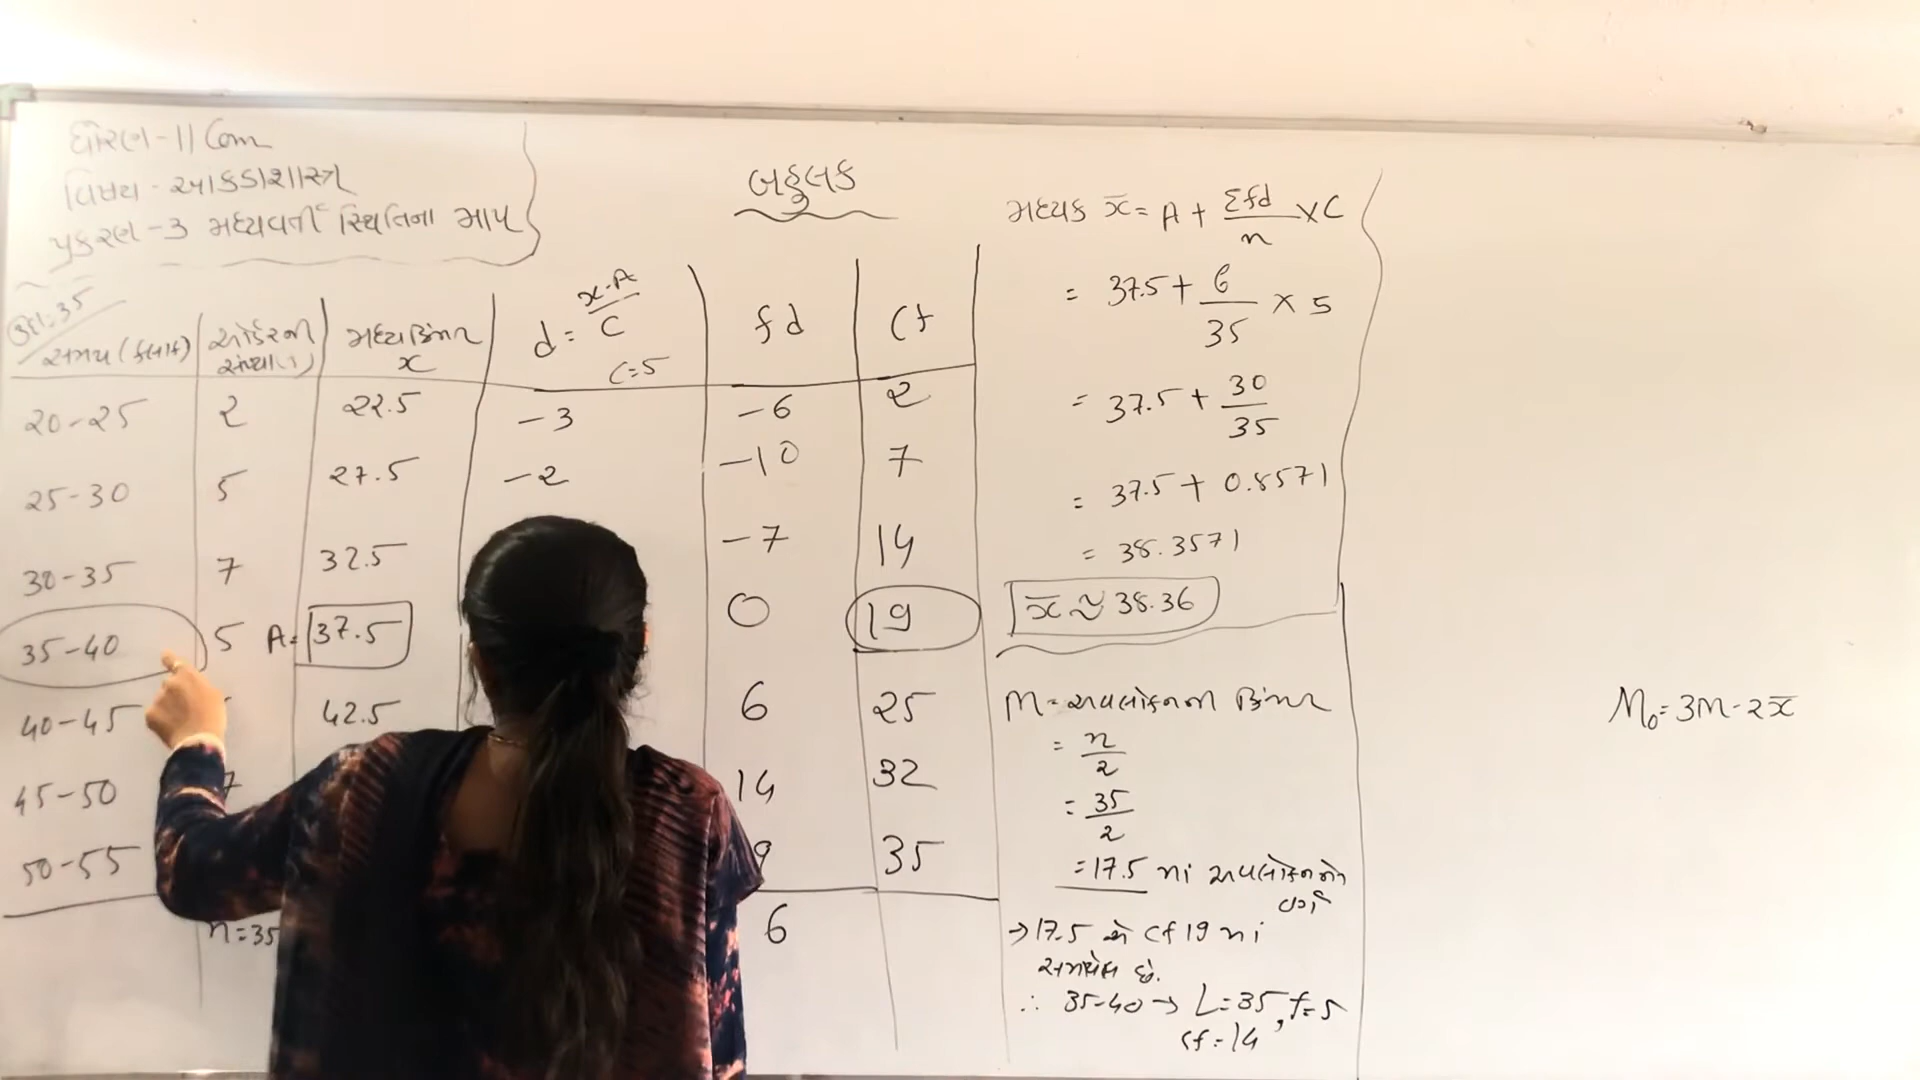 ધોરણ-11 Com
વિષય - આંકડાશાસ્ત્ર
પ્રકરણ-3 મધ્યવર્તી સ્થિતિના માપ
બહુલક
ઉદા:35
સમય (કલાક) ઓર્ડરની સંખ્યા મધ્યકિંમત x d = x-A/C C=5 fd Cf
20-25 2 22.5 -3 -6 2
25-30 5 27.5 -2 -10 7
30-35 7 32.5 -7 14
35-40 5 A= 37.5 0 19
40-45 42.5 6 25
45-50 7 14 32
50-55 9 35
n=35 6
મધ્યક x̄ = A + Σfd/n × C
= 37.5 + 6/35 × 5
= 37.5 + 30/35
= 37.5 + 0.8571
= 38.3571
x̄ ≈ 38.36
M = અવલોકનની કિંમત
= n/2
= 35/2
= 17.5 માં અવલોકનની
→ 17.5 એ cf 19 માં
સમાયેલ છે.
∴ 35-40 → L=35, f=5
cf=14
M₀=3M-2x̄